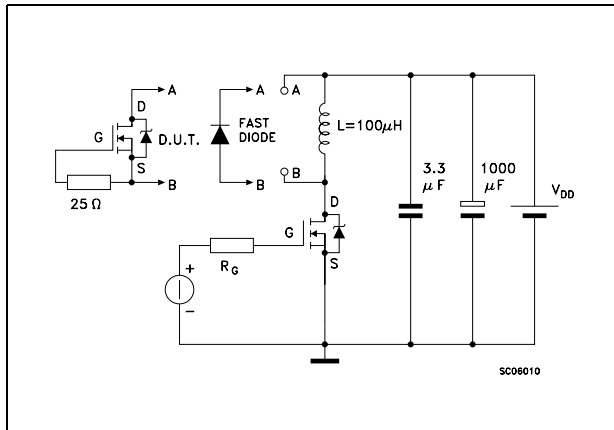 A A A
D
G D.U.T. FAST
DIODE
L=100μH
S
B B B
25 Ω
3.3
μF
1000
μF
V_DD
D
G
S
R_G
+
-
SC06010